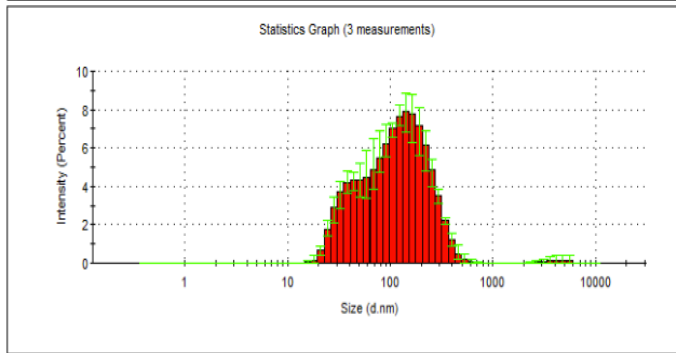 Statistics Graph (3 measurements)
10
8
6
4
2
0
Intensity (Percent)
1 10 100 1000 10000
Size (d.nm)